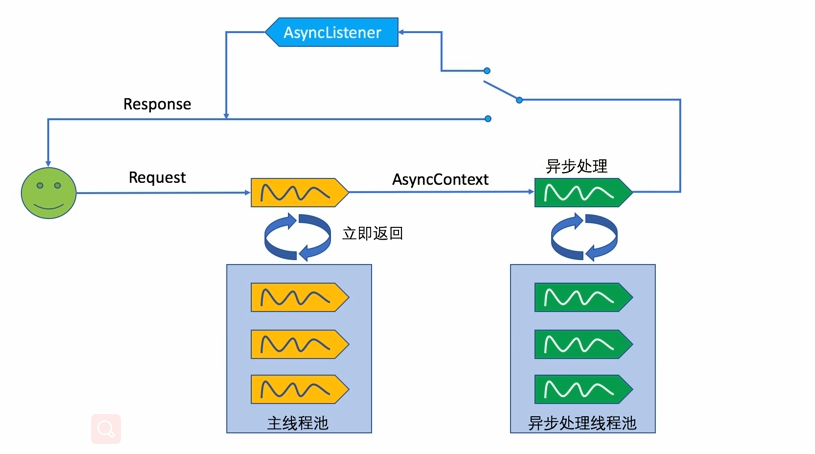 AsyncListener
Response
Request
AsyncContext
异步处理
立即返回
主线程池
异步处理线程池